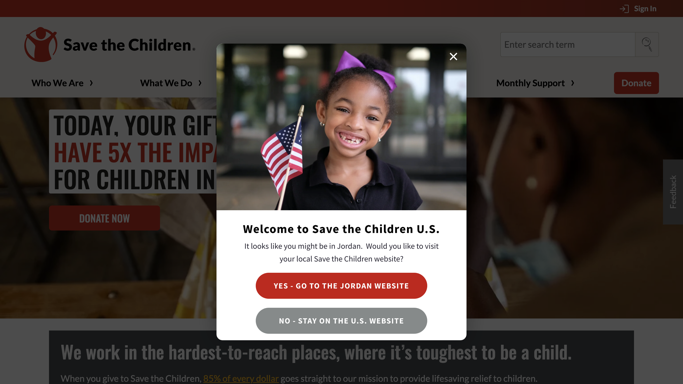 Sign In
Save the Children.
Enter search term
Who We Are
What We Do
Monthly Support
Donate
TODAY, YOUR GIF
HAVE 5X THE IMP
FOR CHILDREN IN
DONATE NOW
Feedback
Welcome to Save the Children U.S.
It looks like you might be in Jordan. Would you like to visit
your local Save the Children website?
YES - GO TO THE JORDAN WEBSITE
NO - STAY ON THE U.S. WEBSITE
We work in the hardest-to-reach places, where it's toughest to be a child.
When you give to Save the Children, 85% of every dollar goes straight to our mission to provide lifesaving relief to children.